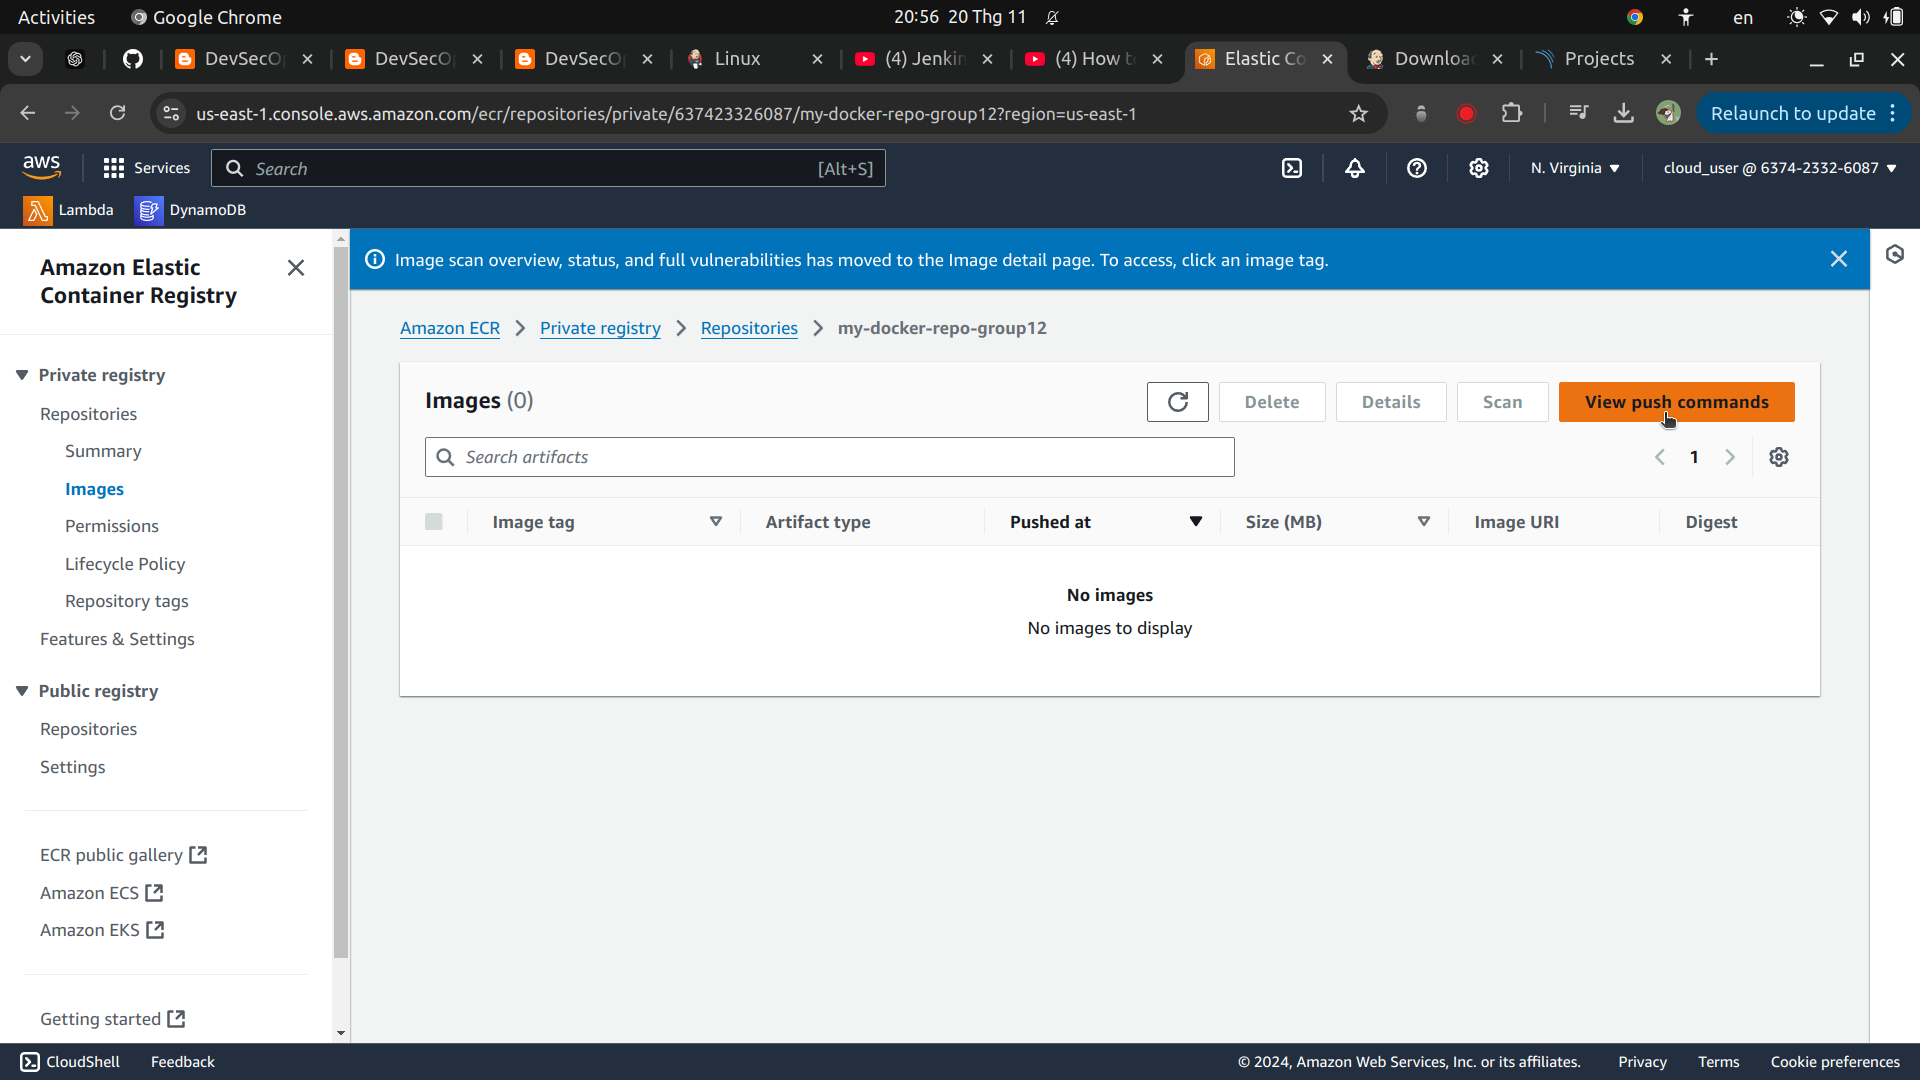 Activities
Google Chrome
20:56 20 Thg 11
en
DevSecO
DevSecO
DevSecO
Linux
(4) Jenkin
(4) How t
Elastic Co
Downloa
Projects
us-east-1.console.aws.amazon.com/ecr/repositories/private/637423326087/my-docker-repo-group12?region=us-east-1
Relaunch to update
aws
Services
Search
[Alt+S]
N. Virginia
cloud_user @ 6374-2332-6087
Lambda
DynamoDB
Amazon Elastic
Container Registry
Private registry
Repositories
Summary
Images
Permissions
Lifecycle Policy
Repository tags
Features & Settings
Public registry
Repositories
Settings
ECR public gallery
Amazon ECS
Amazon EKS
Getting started
Image scan overview, status, and full vulnerabilities has moved to the Image detail page. To access, click an image tag.
Amazon ECR
Private registry
Repositories
my-docker-repo-group12
Images (0)
Delete
Details
Scan
View push commands
Search artifacts
1
Image tag
Artifact type
Pushed at
Size (MB)
Image URI
Digest
No images
No images to display
CloudShell
Feedback
© 2024, Amazon Web Services, Inc. or its affiliates.
Privacy
Terms
Cookie preferences